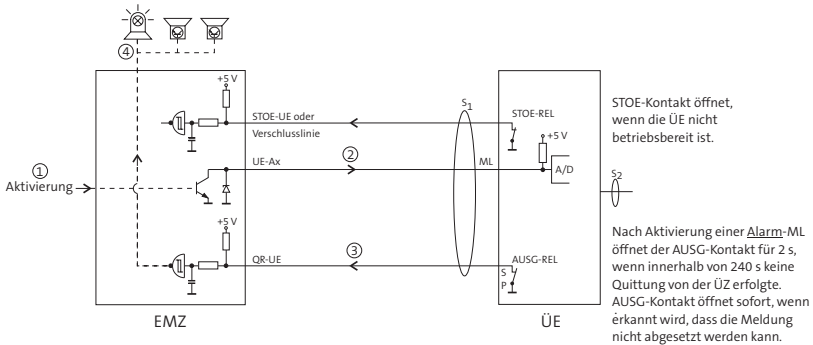 ④
+5 V
STOE-UE oder
Verschlusslinie
S1
STOE-REL
+5 V
STOE-Kontakt öffnet,
wenn die ÜE nicht
betriebsbereit ist.
①
Aktivierung
UE-Ax
②
ML
A/D
S2
+5 V
QR-UE
③
AUSG-REL
S
P
Nach Aktivierung einer Alarm-ML
öffnet der AUSG-Kontakt für 2 s,
wenn innerhalb von 240 s keine
Quittung von der ÜZ erfolgte.
AUSG-Kontakt öffnet sofort, wenn
erkannt wird, dass die Meldung
nicht abgesetzt werden kann.
EMZ
ÜE